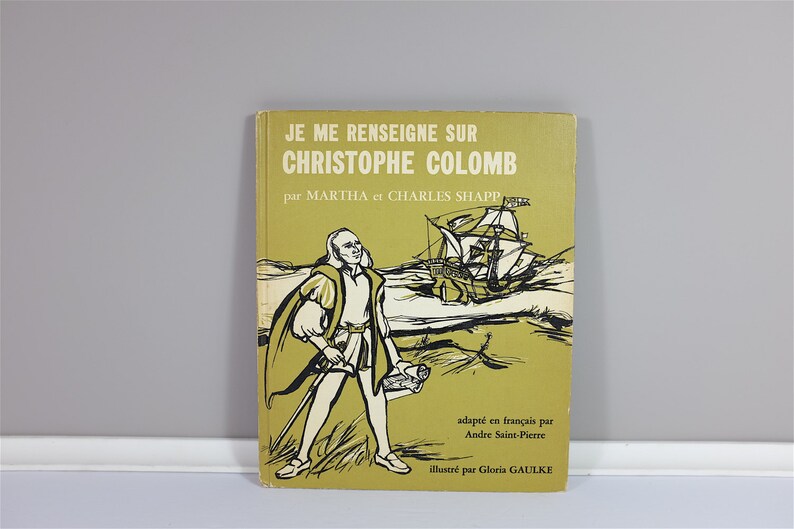 JE ME RENSEIGNE SUR
CHRISTOPHE COLOMB
par MARTHA et CHARLES SHAPP
adapté en français par
Andre Saint-Pierre
illustré par Gloria GAULKE